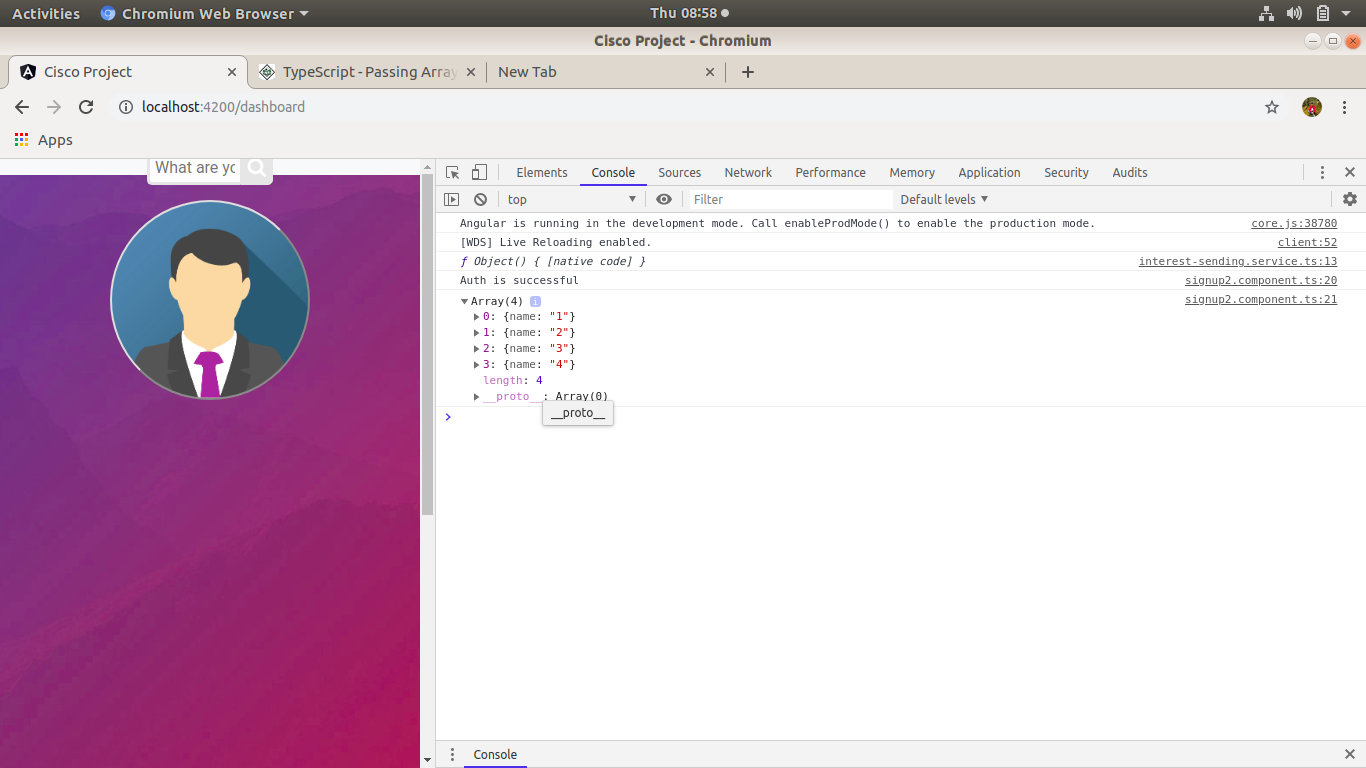 Activities Chromium Web Browser Thu 08:58
Cisco Project - Chromium
Cisco Project TypeScript - Passing Array New Tab
localhost:4200/dashboard
Apps
What are yo
Elements Console Sources Network Performance Memory Application Security Audits
top Filter Default levels
Angular is running in the development mode. Call enableProdMode() to enable the production mode. core.js:38780
[WDS] Live Reloading enabled. client:52
ƒ Object() { [native code] } interest-sending.service.ts:13
Auth is successful signup2.component.ts:20
Array(4) i signup2.component.ts:21
0: {name: "1"}
1: {name: "2"}
2: {name: "3"}
3: {name: "4"}
length: 4
__proto__: Array(0)
__proto__
Console